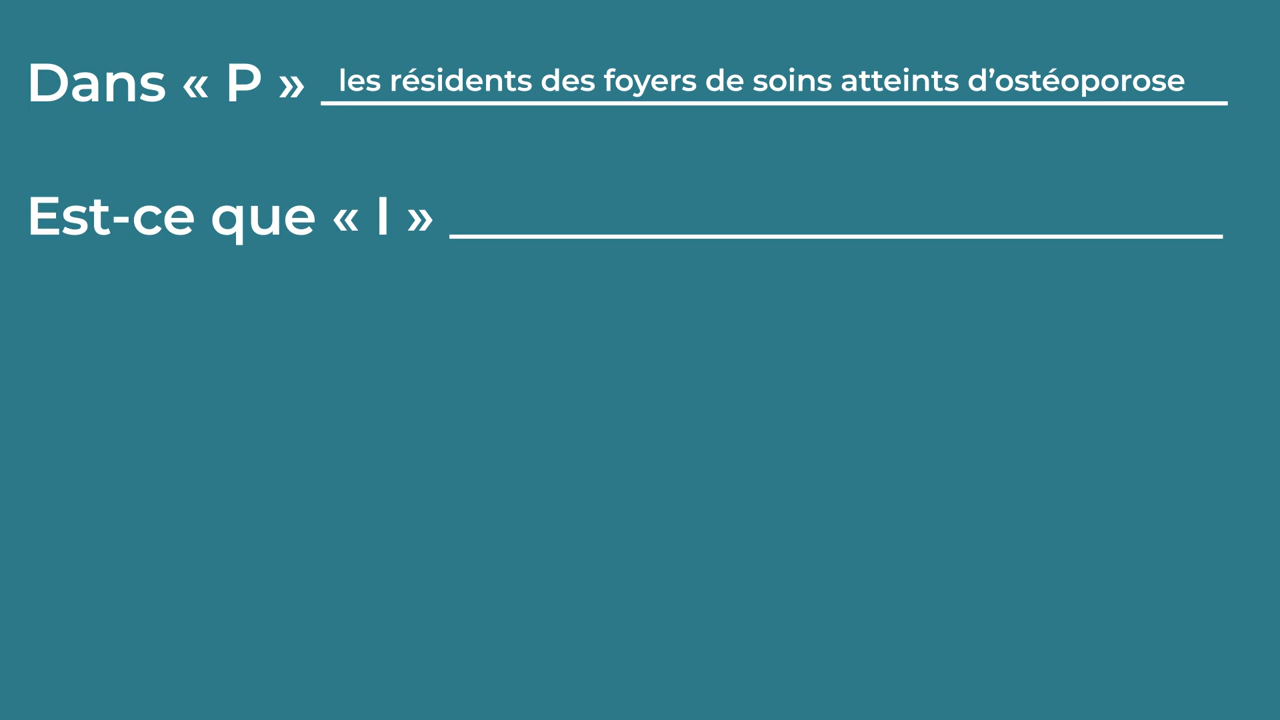 Dans « P » les résidents des foyers de soins atteints d’ostéoporose
Est-ce que « I »